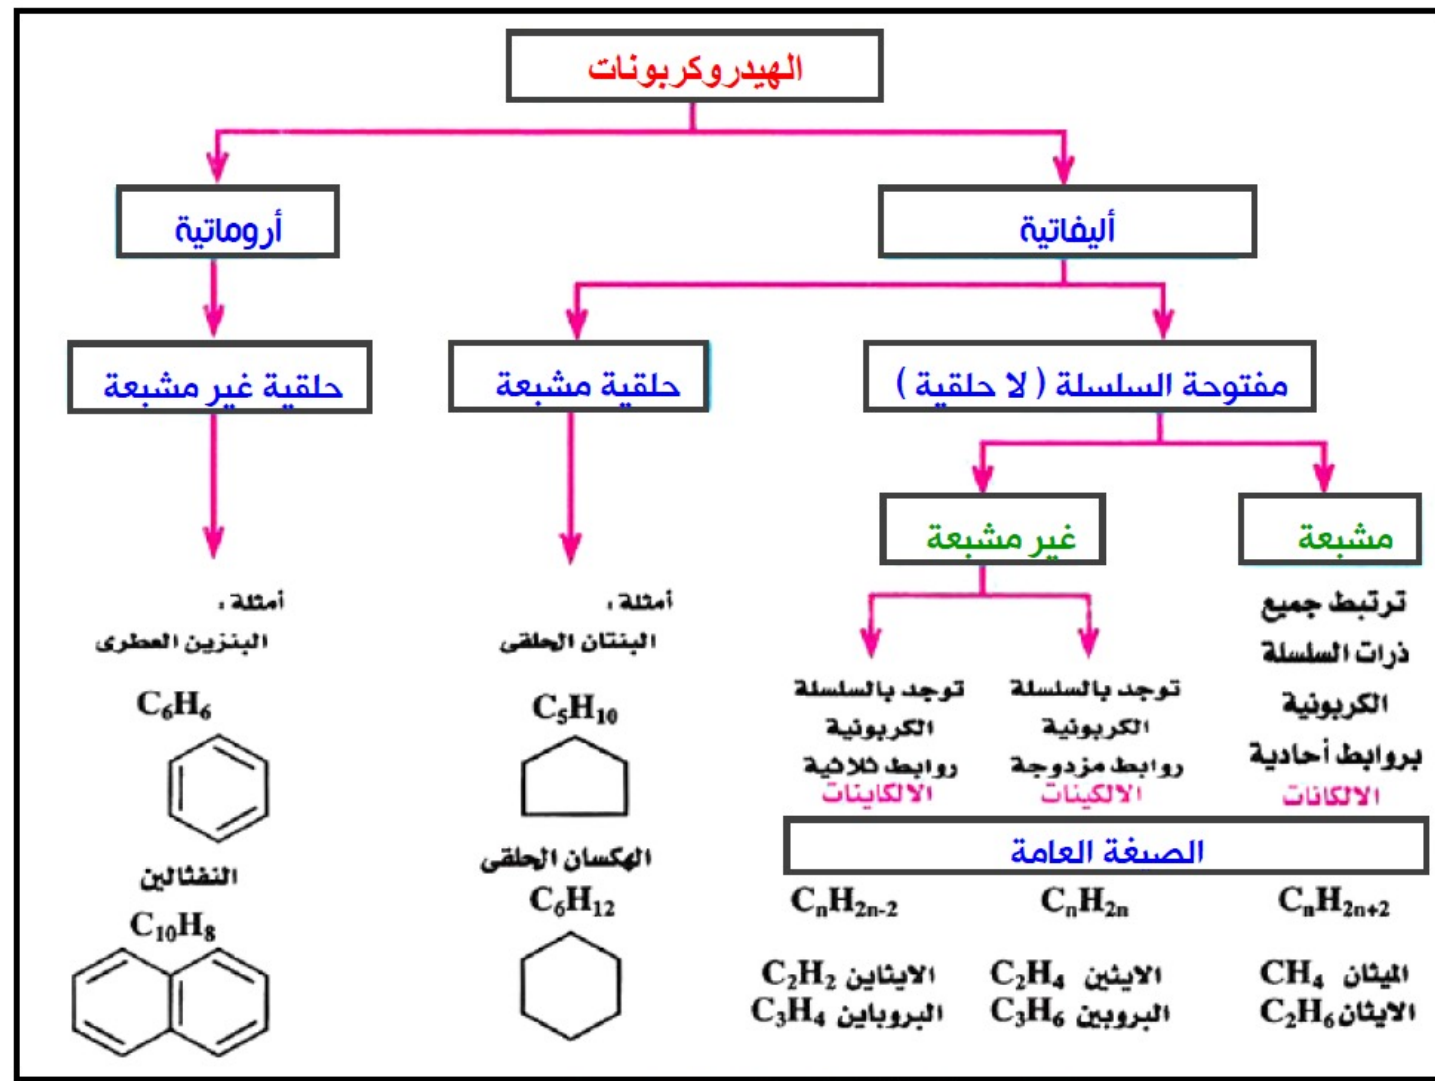 الهيدروكربونات
أليفاتية
أروماتية
مفتوحة السلسلة ( لا حلقية )
حلقية مشبعة
حلقية غير مشبعة
مشبعة
غير مشبعة
ترتبط جميع
ذرات السلسلة
الكربونية
بروابط أحادية
الالكانات
توجد بالسلسلة
الكربونية
روابط مزدوجة
الالكينات
توجد بالسلسلة
الكربونية
روابط ثلاثية
الالكاينات
الصيغة العامة
CₙH₂ₙ₊₂
CₙH₂ₙ
CₙH₂ₙ₋₂
الميثان CH₄
الايثان C₂H₆
الايثين C₂H₄
البروبين C₃H₆
الايثاين C₂H₂
البروباين C₃H₄
أمثلة :
البنتان الحلقى
C₅H₁₀
الهكسان الحلقى
C₆H₁₂
أمثلة :
البنزين العطرى
C₆H₆
النفثالين
C₁₀H₈